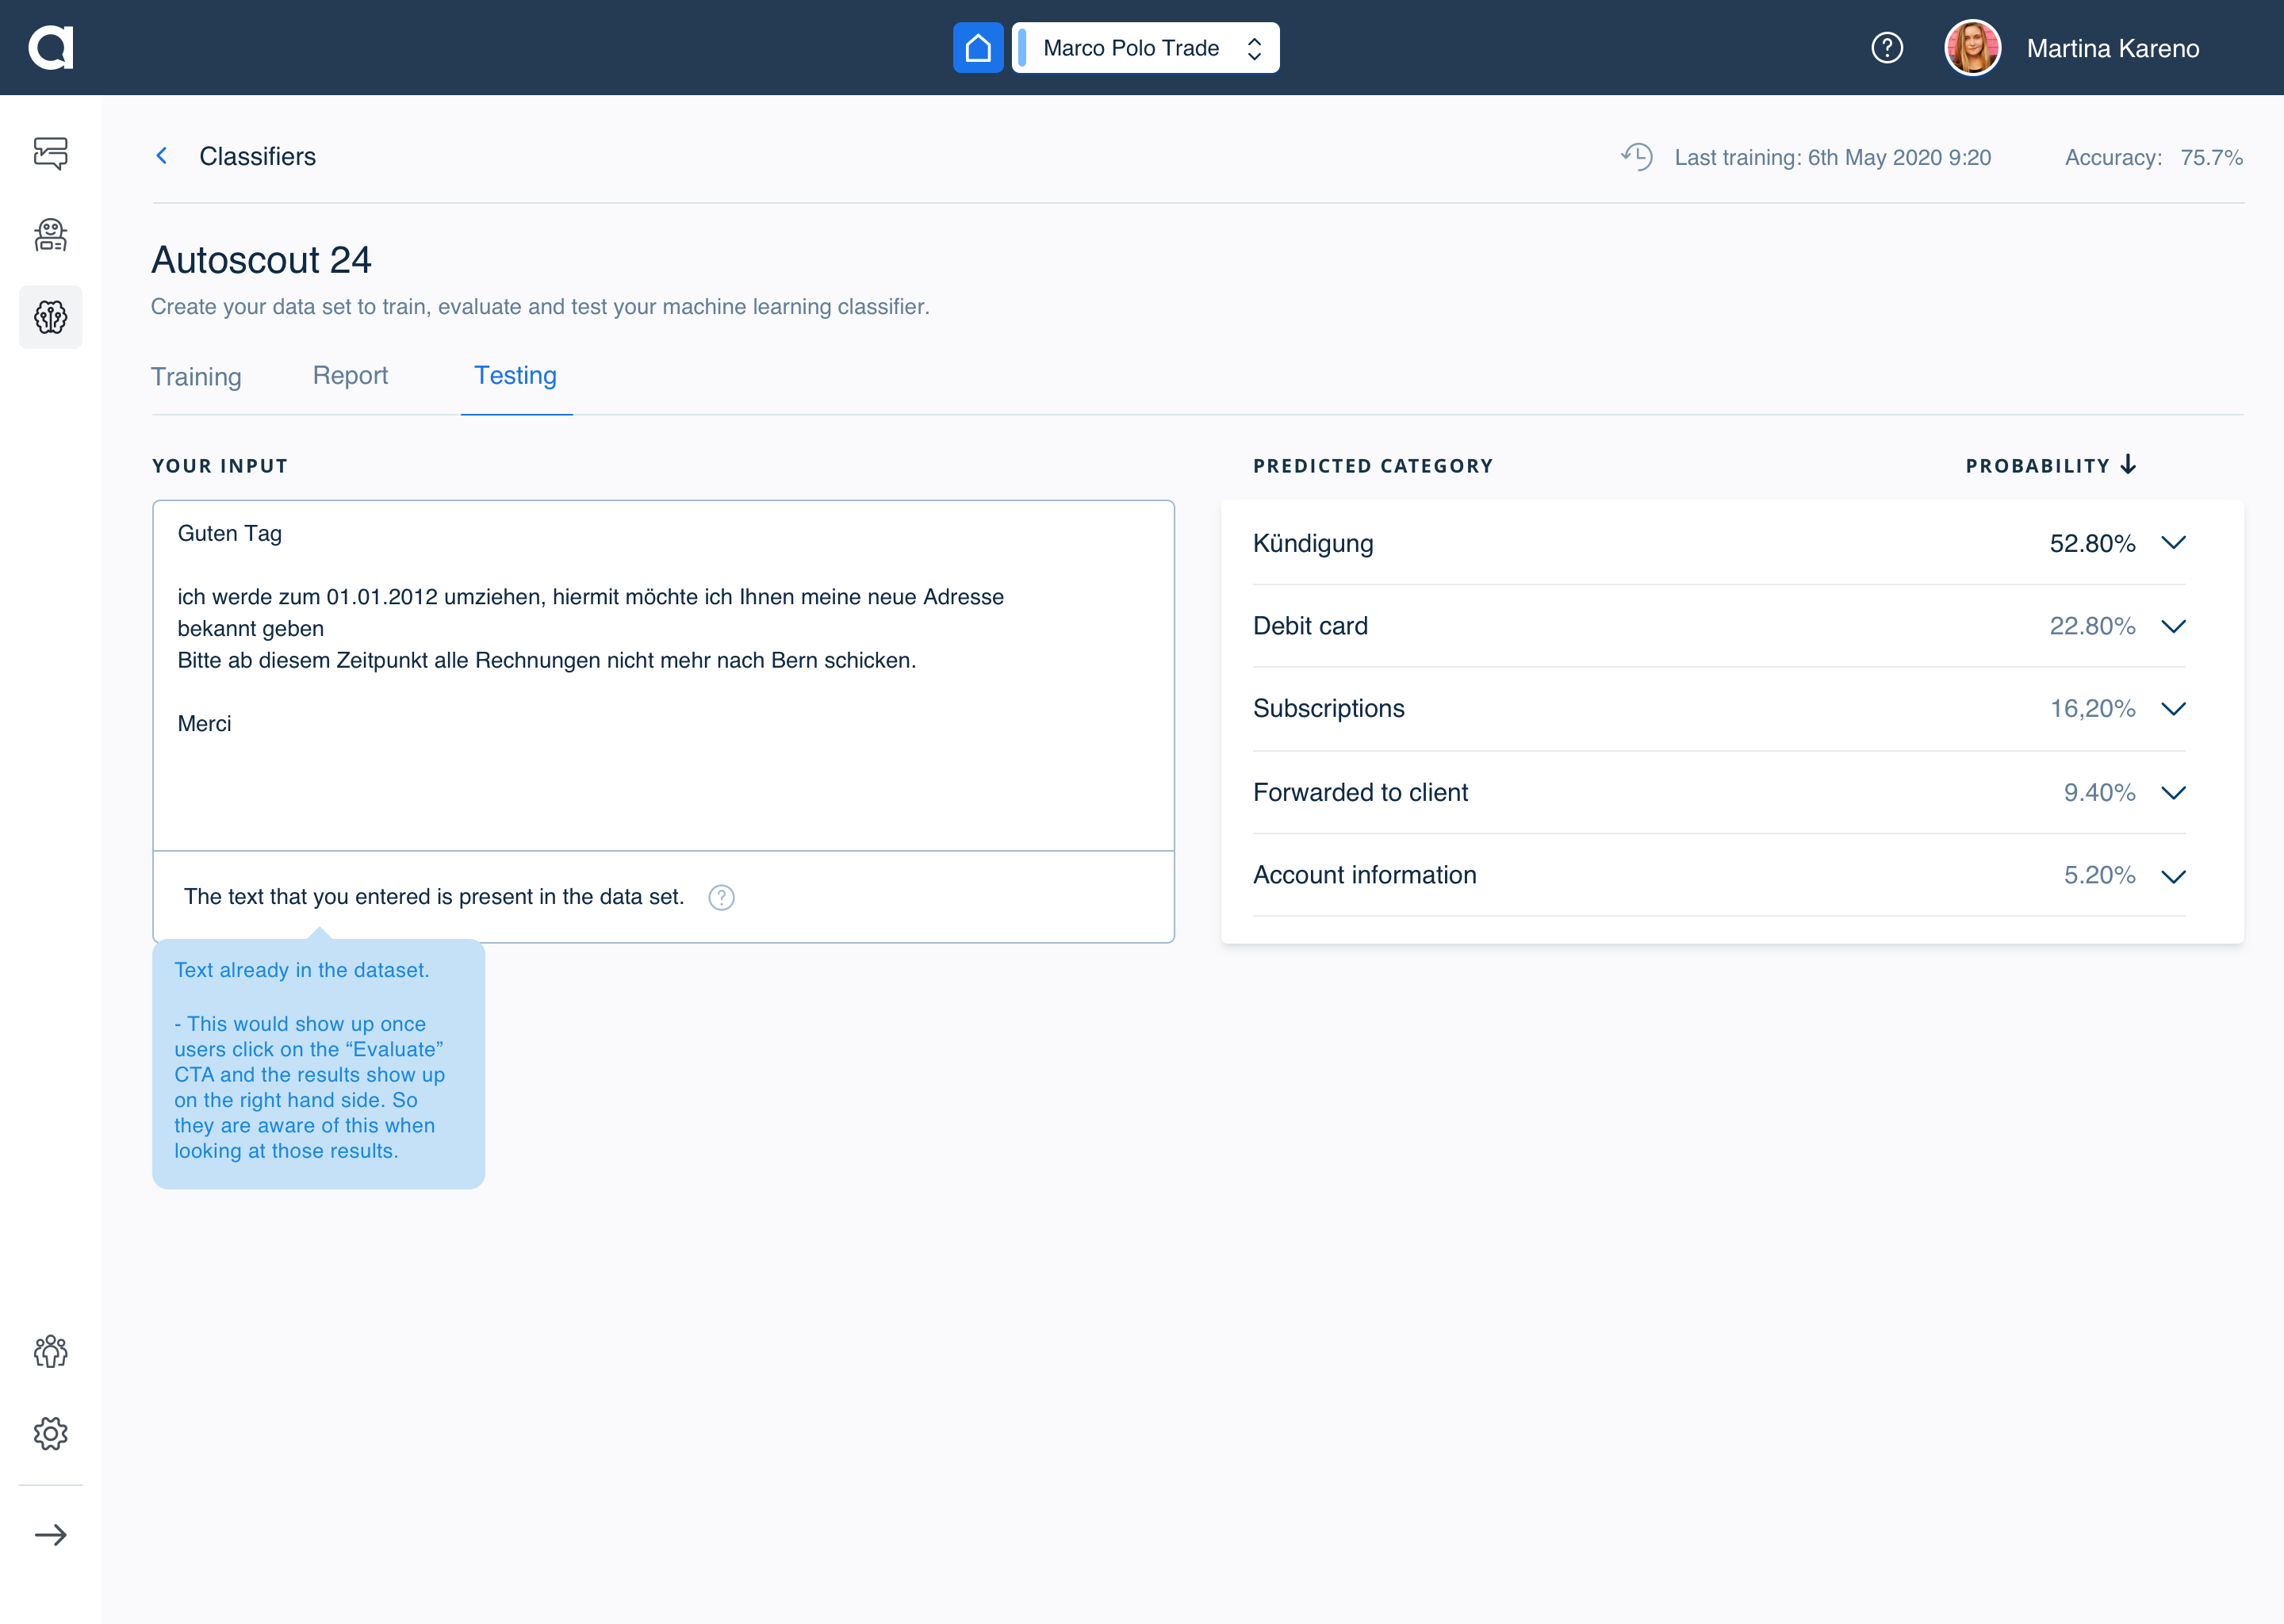 Marco Polo Trade
Martina Kareno
Classifiers
Last training: 6th May 2020 9:20
Accuracy: 75.7%
Autoscout 24
Create your data set to train, evaluate and test your machine learning classifier.
Training
Report
Testing
YOUR INPUT
Guten Tag
ich werde zum 01.01.2012 umziehen, hiermit möchte ich Ihnen meine neue Adresse
bekannt geben
Bitte ab diesem Zeitpunkt alle Rechnungen nicht mehr nach Bern schicken.
Merci
The text that you entered is present in the data set.
Text already in the dataset.
- This would show up once
users click on the “Evaluate”
CTA and the results show up
on the right hand side. So
they are aware of this when
looking at those results.
PREDICTED CATEGORY
PROBABILITY
Kündigung 52.80%
Debit card 22.80%
Subscriptions 16,20%
Forwarded to client 9.40%
Account information 5.20%